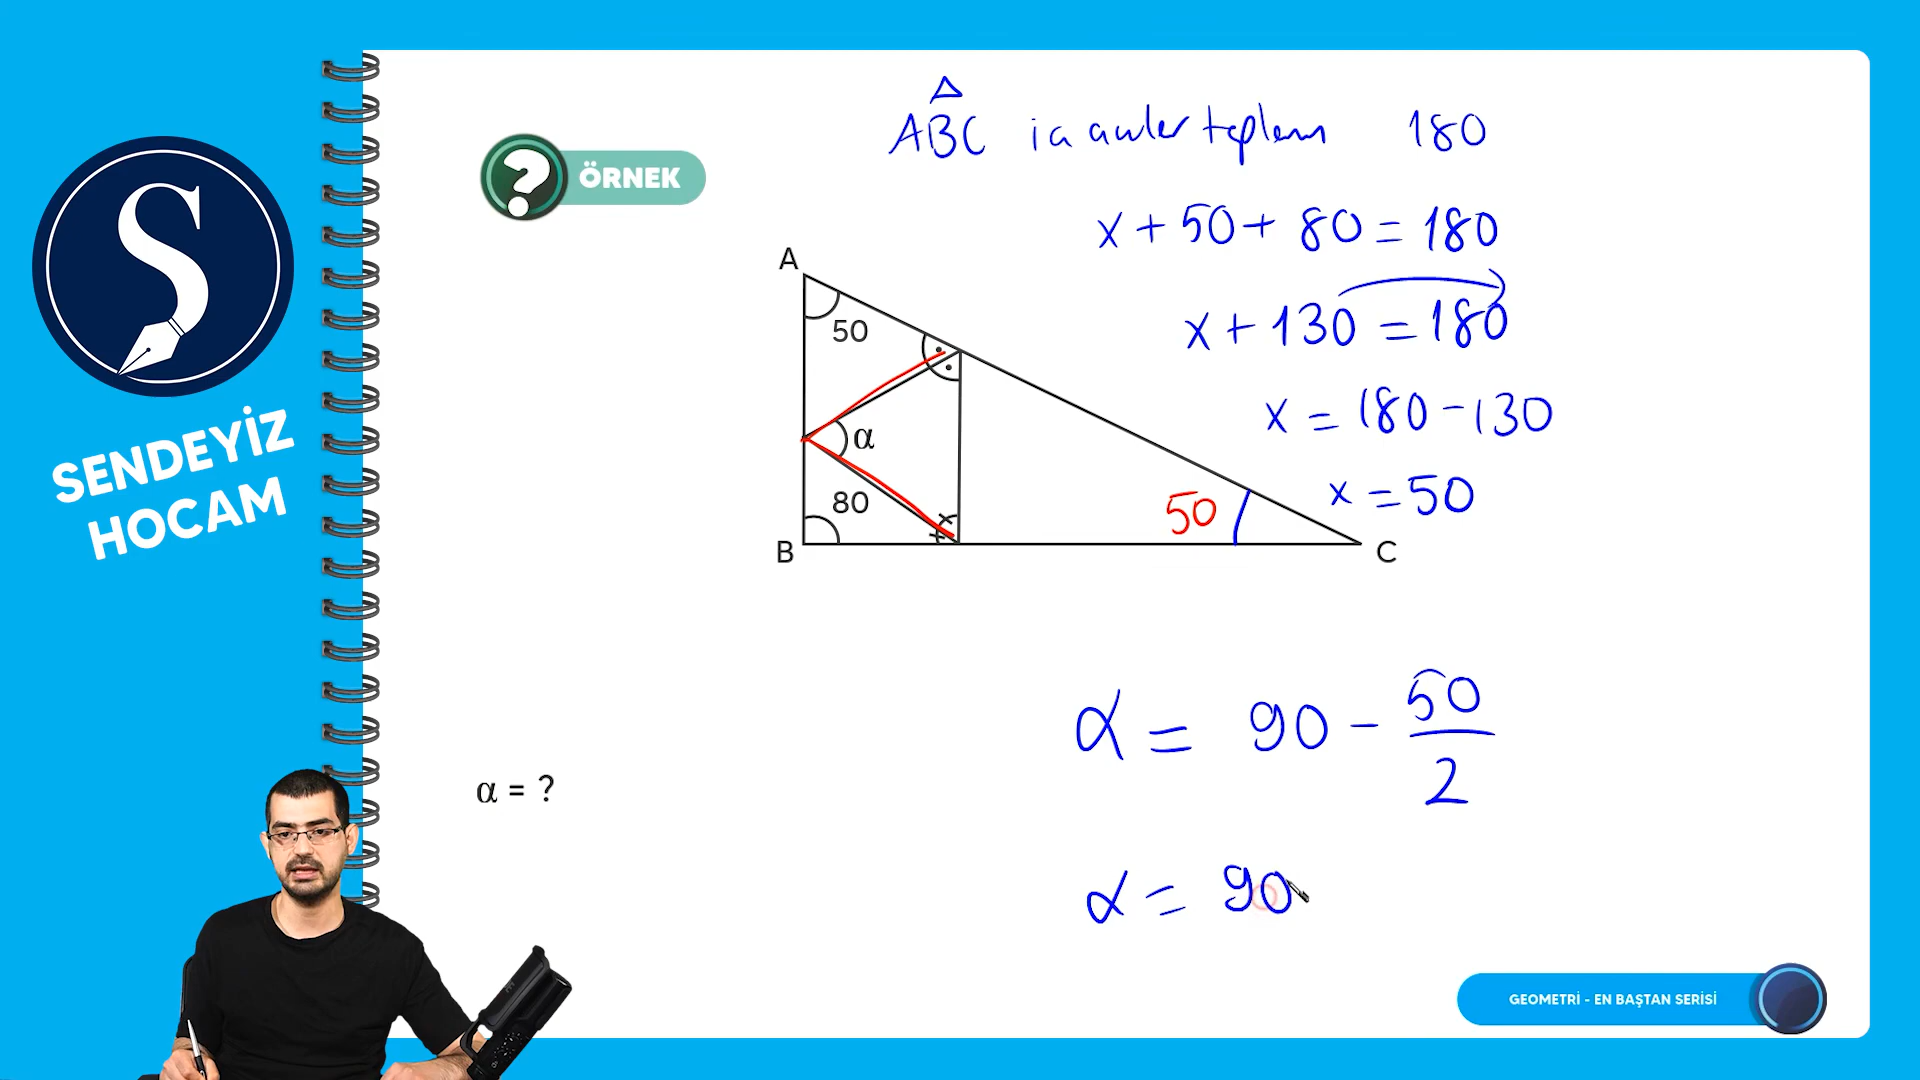 ABC iç açılar toplamı 180
ÖRNEK
x + 50 + 80 = 180
x + 130 = 180
x = 180 - 130
x = 50
A
50
α
80
50
B
C
SENDEYİZ
HOCAM
α = 90 - 50/2
α = ?
α = 90
GEOMETRİ - EN BAŞTAN SERİSİ